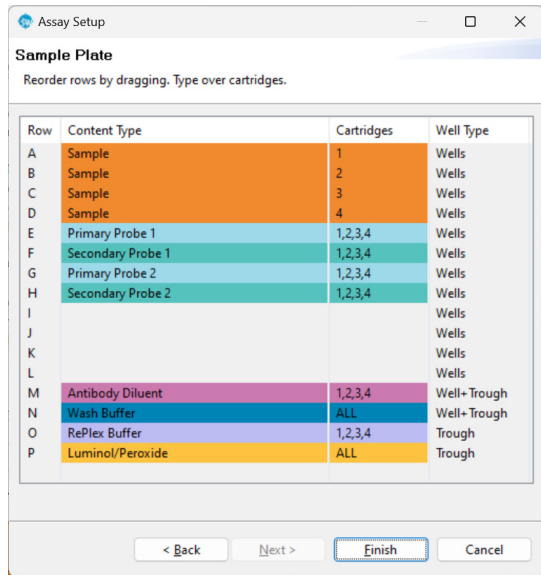 Assay Setup
Sample Plate
Reorder rows by dragging. Type over cartridges.
Row Content Type Cartridges Well Type
A Sample 1 Wells
B Sample 2 Wells
C Sample 3 Wells
D Sample 4 Wells
E Primary Probe 1 1,2,3,4 Wells
F Secondary Probe 1 1,2,3,4 Wells
G Primary Probe 2 1,2,3,4 Wells
H Secondary Probe 2 1,2,3,4 Wells
I Wells
J Wells
K Wells
L Wells
M Antibody Diluent 1,2,3,4 Well+Trough
N Wash Buffer ALL Well+Trough
O RePlex Buffer 1,2,3,4 Trough
P Luminol/Peroxide ALL Trough
< Back Next > Finish Cancel